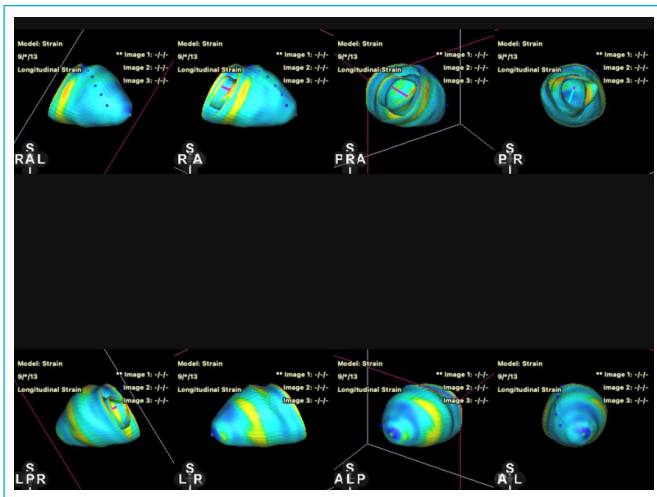 Model: Strain
9/*/13
Longitudinal Strain
** Image 1: -/-/-
Image 2: -/-/-
Image 3: -/-/-
S
RAL
I
Model: Strain
9/*/13
Longitudinal Strain
** Image 1: -/-/-
Image 2: -/-/-
Image 3: -/-/-
S
R A
I
Model: Strain
9/*/13
Longitudinal Strain
** Image 1: -/-/-
Image 2: -/-/-
Image 3: -/-/-
S
PRA
I
Model: Strain
9/*/13
Longitudinal Strain
** Image 1: -/-/-
Image 2: -/-/-
Image 3: -/-/-
S
P R
I
Model: Strain
9/*/13
Longitudinal Strain
** Image 1: -/-/-
Image 2: -/-/-
Image 3: -/-/-
S
LPR
I
Model: Strain
9/*/13
Longitudinal Strain
** Image 1: -/-/-
Image 2: -/-/-
Image 3: -/-/-
S
L R
I
Model: Strain
9/*/13
Longitudinal Strain
** Image 1: -/-/-
Image 2: -/-/-
Image 3: -/-/-
S
ALP
I
Model: Strain
9/*/13
Longitudinal Strain
** Image 1: -/-/-
Image 2: -/-/-
Image 3: -/-/-
S
A L
I